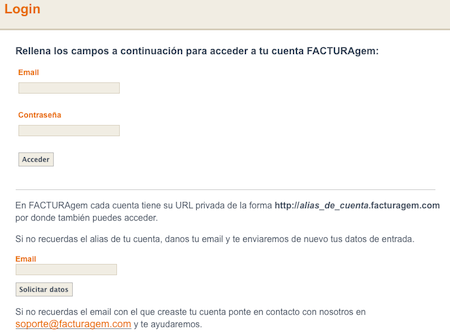 Login
Rellena los campos a continuación para acceder a tu cuenta FACTURAgem:
Email
Contraseña
Acceder
En FACTURAgem cada cuenta tiene su URL privada de la forma http://alias_de_cuenta.facturagem.com
por donde también puedes acceder.
Si no recuerdas el alias de tu cuenta, danos tu email y te enviaremos de nuevo tus datos de entrada.
Email
Solicitar datos
Si no recuerdas el email con el que creaste tu cuenta ponte en contacto con nosotros en
soporte@facturagem.com y te ayudaremos.